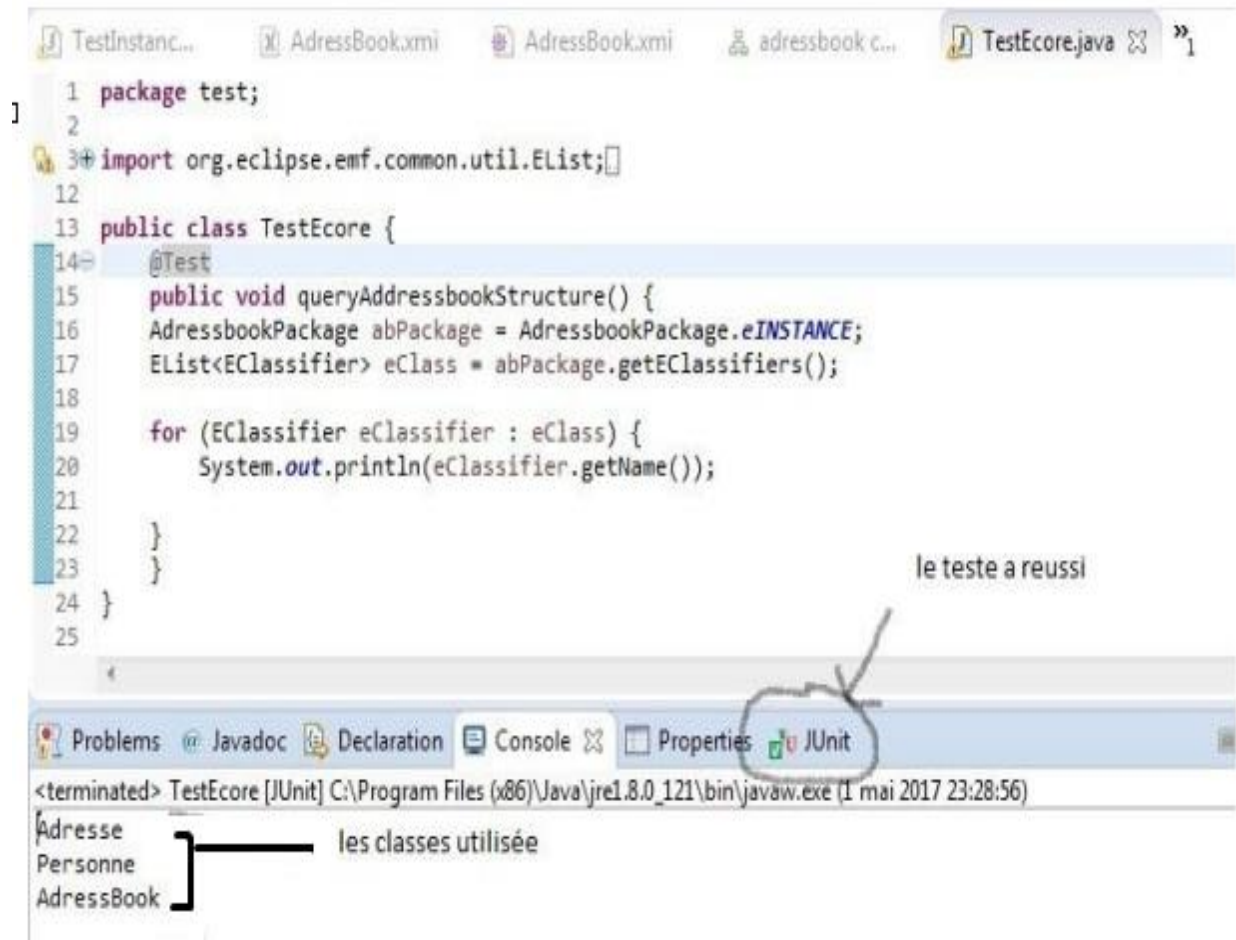 TestInstanc... AdressBook.xmi AdressBook.xmi adressbook c... TestEcore.java »1
1 package test;
2
3 import org.eclipse.emf.common.util.EList;
12
13 public class TestEcore {
14 @Test
15 public void queryAddressbookStructure() {
16 AdressbookPackage abPackage = AdressbookPackage.eINSTANCE;
17 EList<EClassifier> eClass = abPackage.getEClassifiers();
18
19 for (EClassifier eClassifier : eClass) {
20 System.out.println(eClassifier.getName());
21
22 }
23 }
le teste a reussi
24 }
25
Problems Javadoc Declaration Console Properties JUnit
<terminated> TestEcore [JUnit] C:\Program Files (x86)\Java\jre1.8.0_121\bin\javaw.exe (1 mai 2017 23:28:56)
Adresse
les classes utilisée
Personne
AdressBook